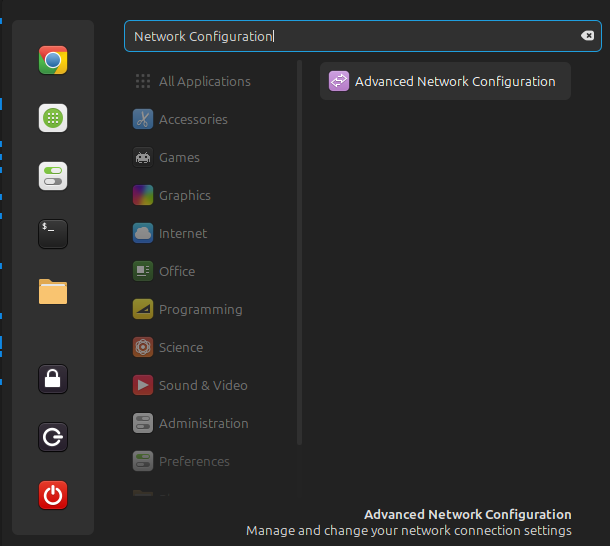 Network Configuration
All Applications
Accessories
Games
Graphics
Internet
Office
Programming
Science
Sound & Video
Administration
Preferences
Advanced Network Configuration
$_
Advanced Network Configuration
Manage and change your network connection settings